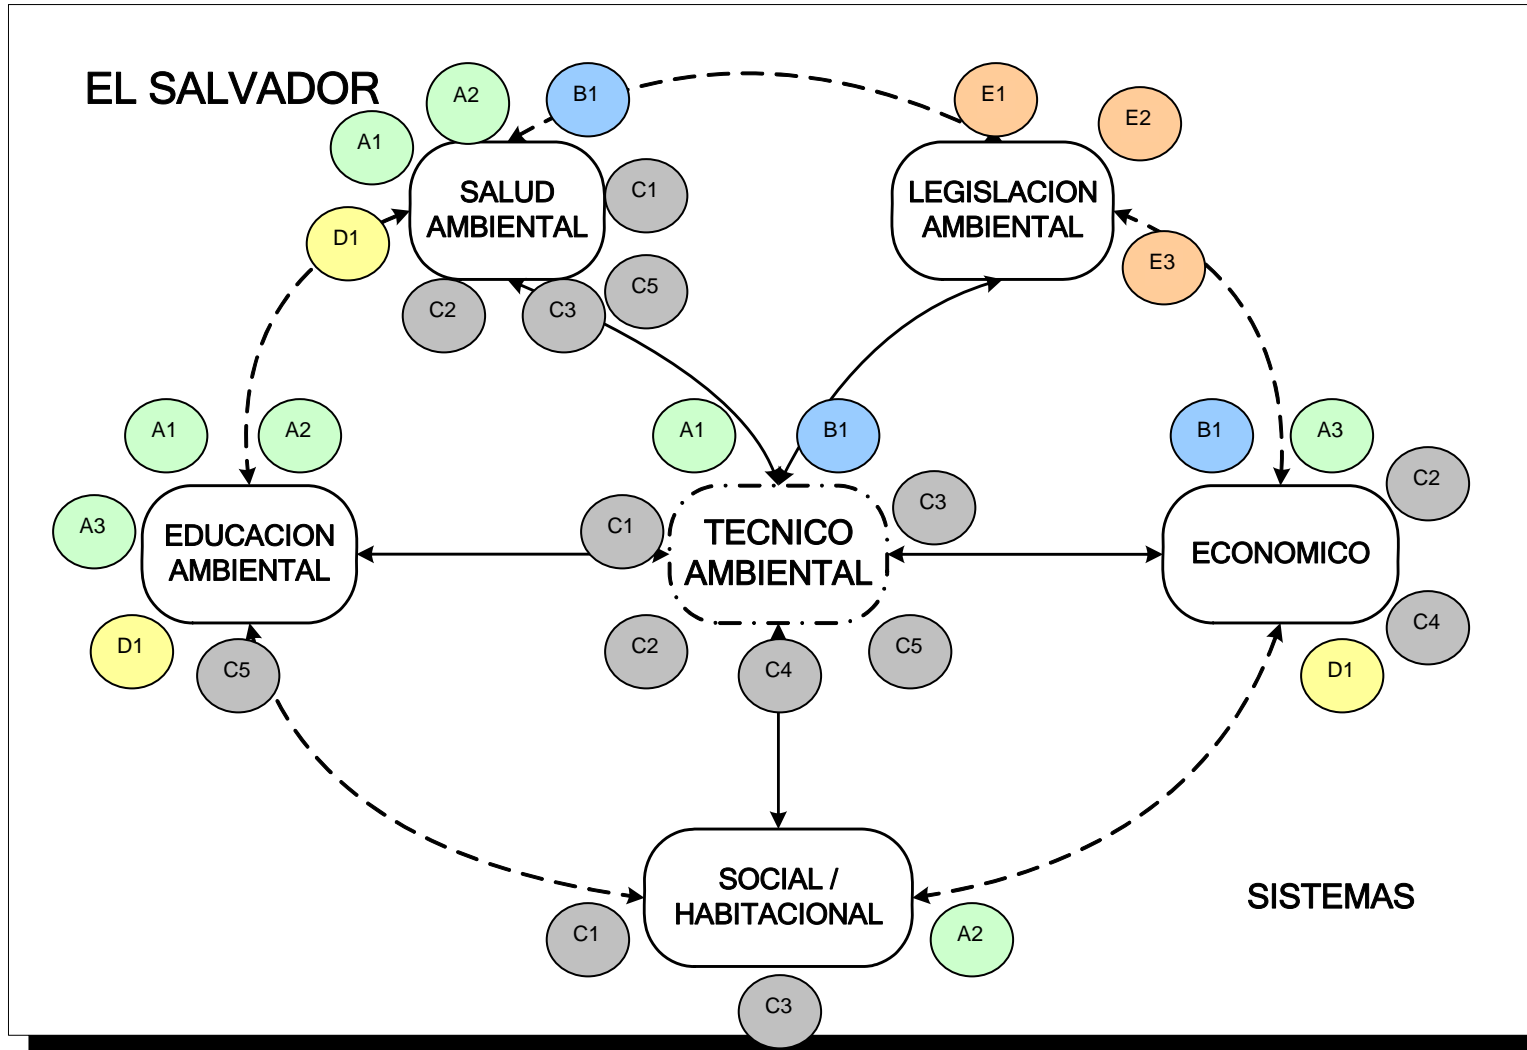 EL SALVADOR
A2
B1
E1
E2
A1
SALUD
AMBIENTAL
C1
LEGISLACION
AMBIENTAL
D1
E3
C2
C3
C5
A1
A2
A1
B1
B1
A3
C2
A3
EDUCACION
AMBIENTAL
C1
TECNICO
AMBIENTAL
C3
ECONOMICO
D1
C5
C2
C4
C5
D1
C4
SOCIAL /
HABITACIONAL
SISTEMAS
C1
A2
C3